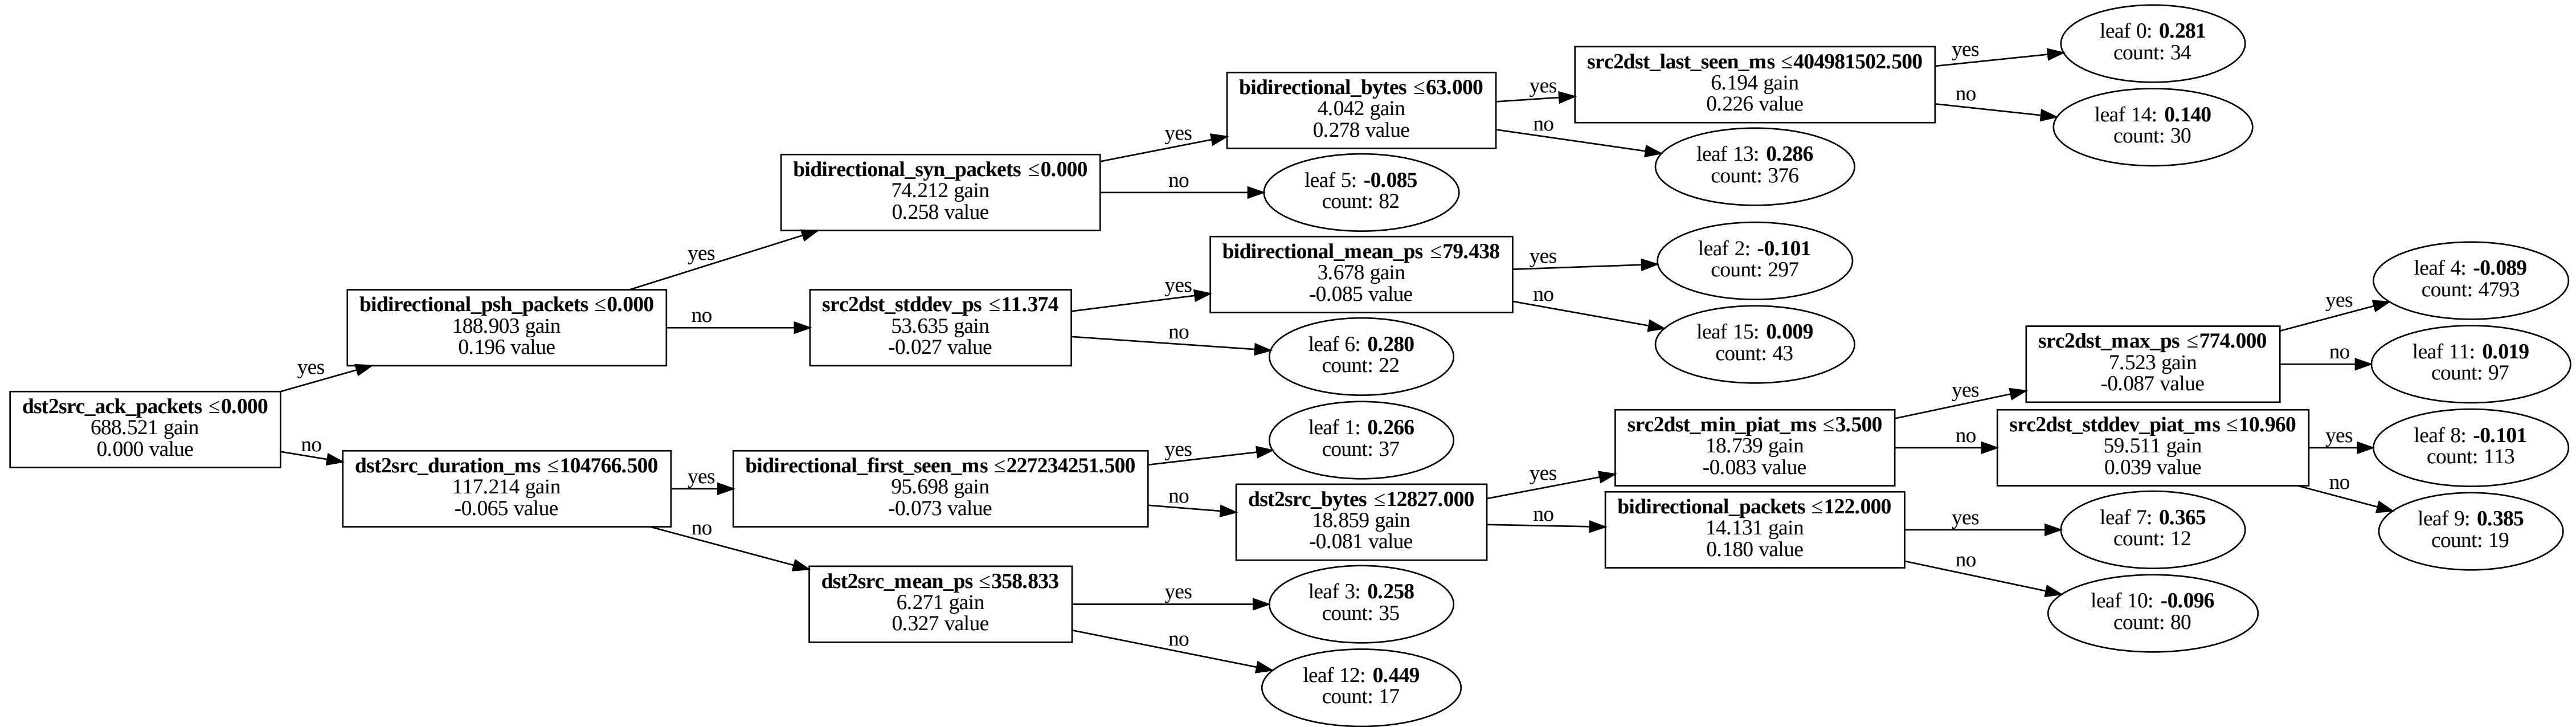 dst2src_ack_packets ≤0.000
688.521 gain
0.000 value
yes
no
bidirectional_psh_packets ≤0.000
188.903 gain
0.196 value
yes
no
dst2src_duration_ms ≤104766.500
117.214 gain
-0.065 value
yes
no
bidirectional_syn_packets ≤0.000
74.212 gain
0.258 value
yes
no
src2dst_stddev_ps ≤11.374
53.635 gain
-0.027 value
yes
no
bidirectional_first_seen_ms ≤227234251.500
95.698 gain
-0.073 value
yes
no
dst2src_mean_ps ≤358.833
6.271 gain
0.327 value
yes
no
bidirectional_bytes ≤63.000
4.042 gain
0.278 value
yes
no
leaf 5: -0.085
count: 82
bidirectional_mean_ps ≤79.438
3.678 gain
-0.085 value
yes
no
leaf 6: 0.280
count: 22
leaf 1: 0.266
count: 37
dst2src_bytes ≤12827.000
18.859 gain
-0.081 value
yes
no
leaf 3: 0.258
count: 35
leaf 12: 0.449
count: 17
src2dst_last_seen_ms ≤404981502.500
6.194 gain
0.226 value
yes
no
leaf 13: 0.286
count: 376
leaf 2: -0.101
count: 297
leaf 15: 0.009
count: 43
src2dst_min_piat_ms ≤3.500
18.739 gain
-0.083 value
yes
no
bidirectional_packets ≤122.000
14.131 gain
0.180 value
yes
no
leaf 0: 0.281
count: 34
leaf 14: 0.140
count: 30
src2dst_max_ps ≤774.000
7.523 gain
-0.087 value
yes
no
src2dst_stddev_piat_ms ≤10.960
59.511 gain
0.039 value
yes
no
leaf 7: 0.365
count: 12
leaf 10: -0.096
count: 80
leaf 4: -0.089
count: 4793
leaf 11: 0.019
count: 97
leaf 8: -0.101
count: 113
leaf 9: 0.385
count: 19